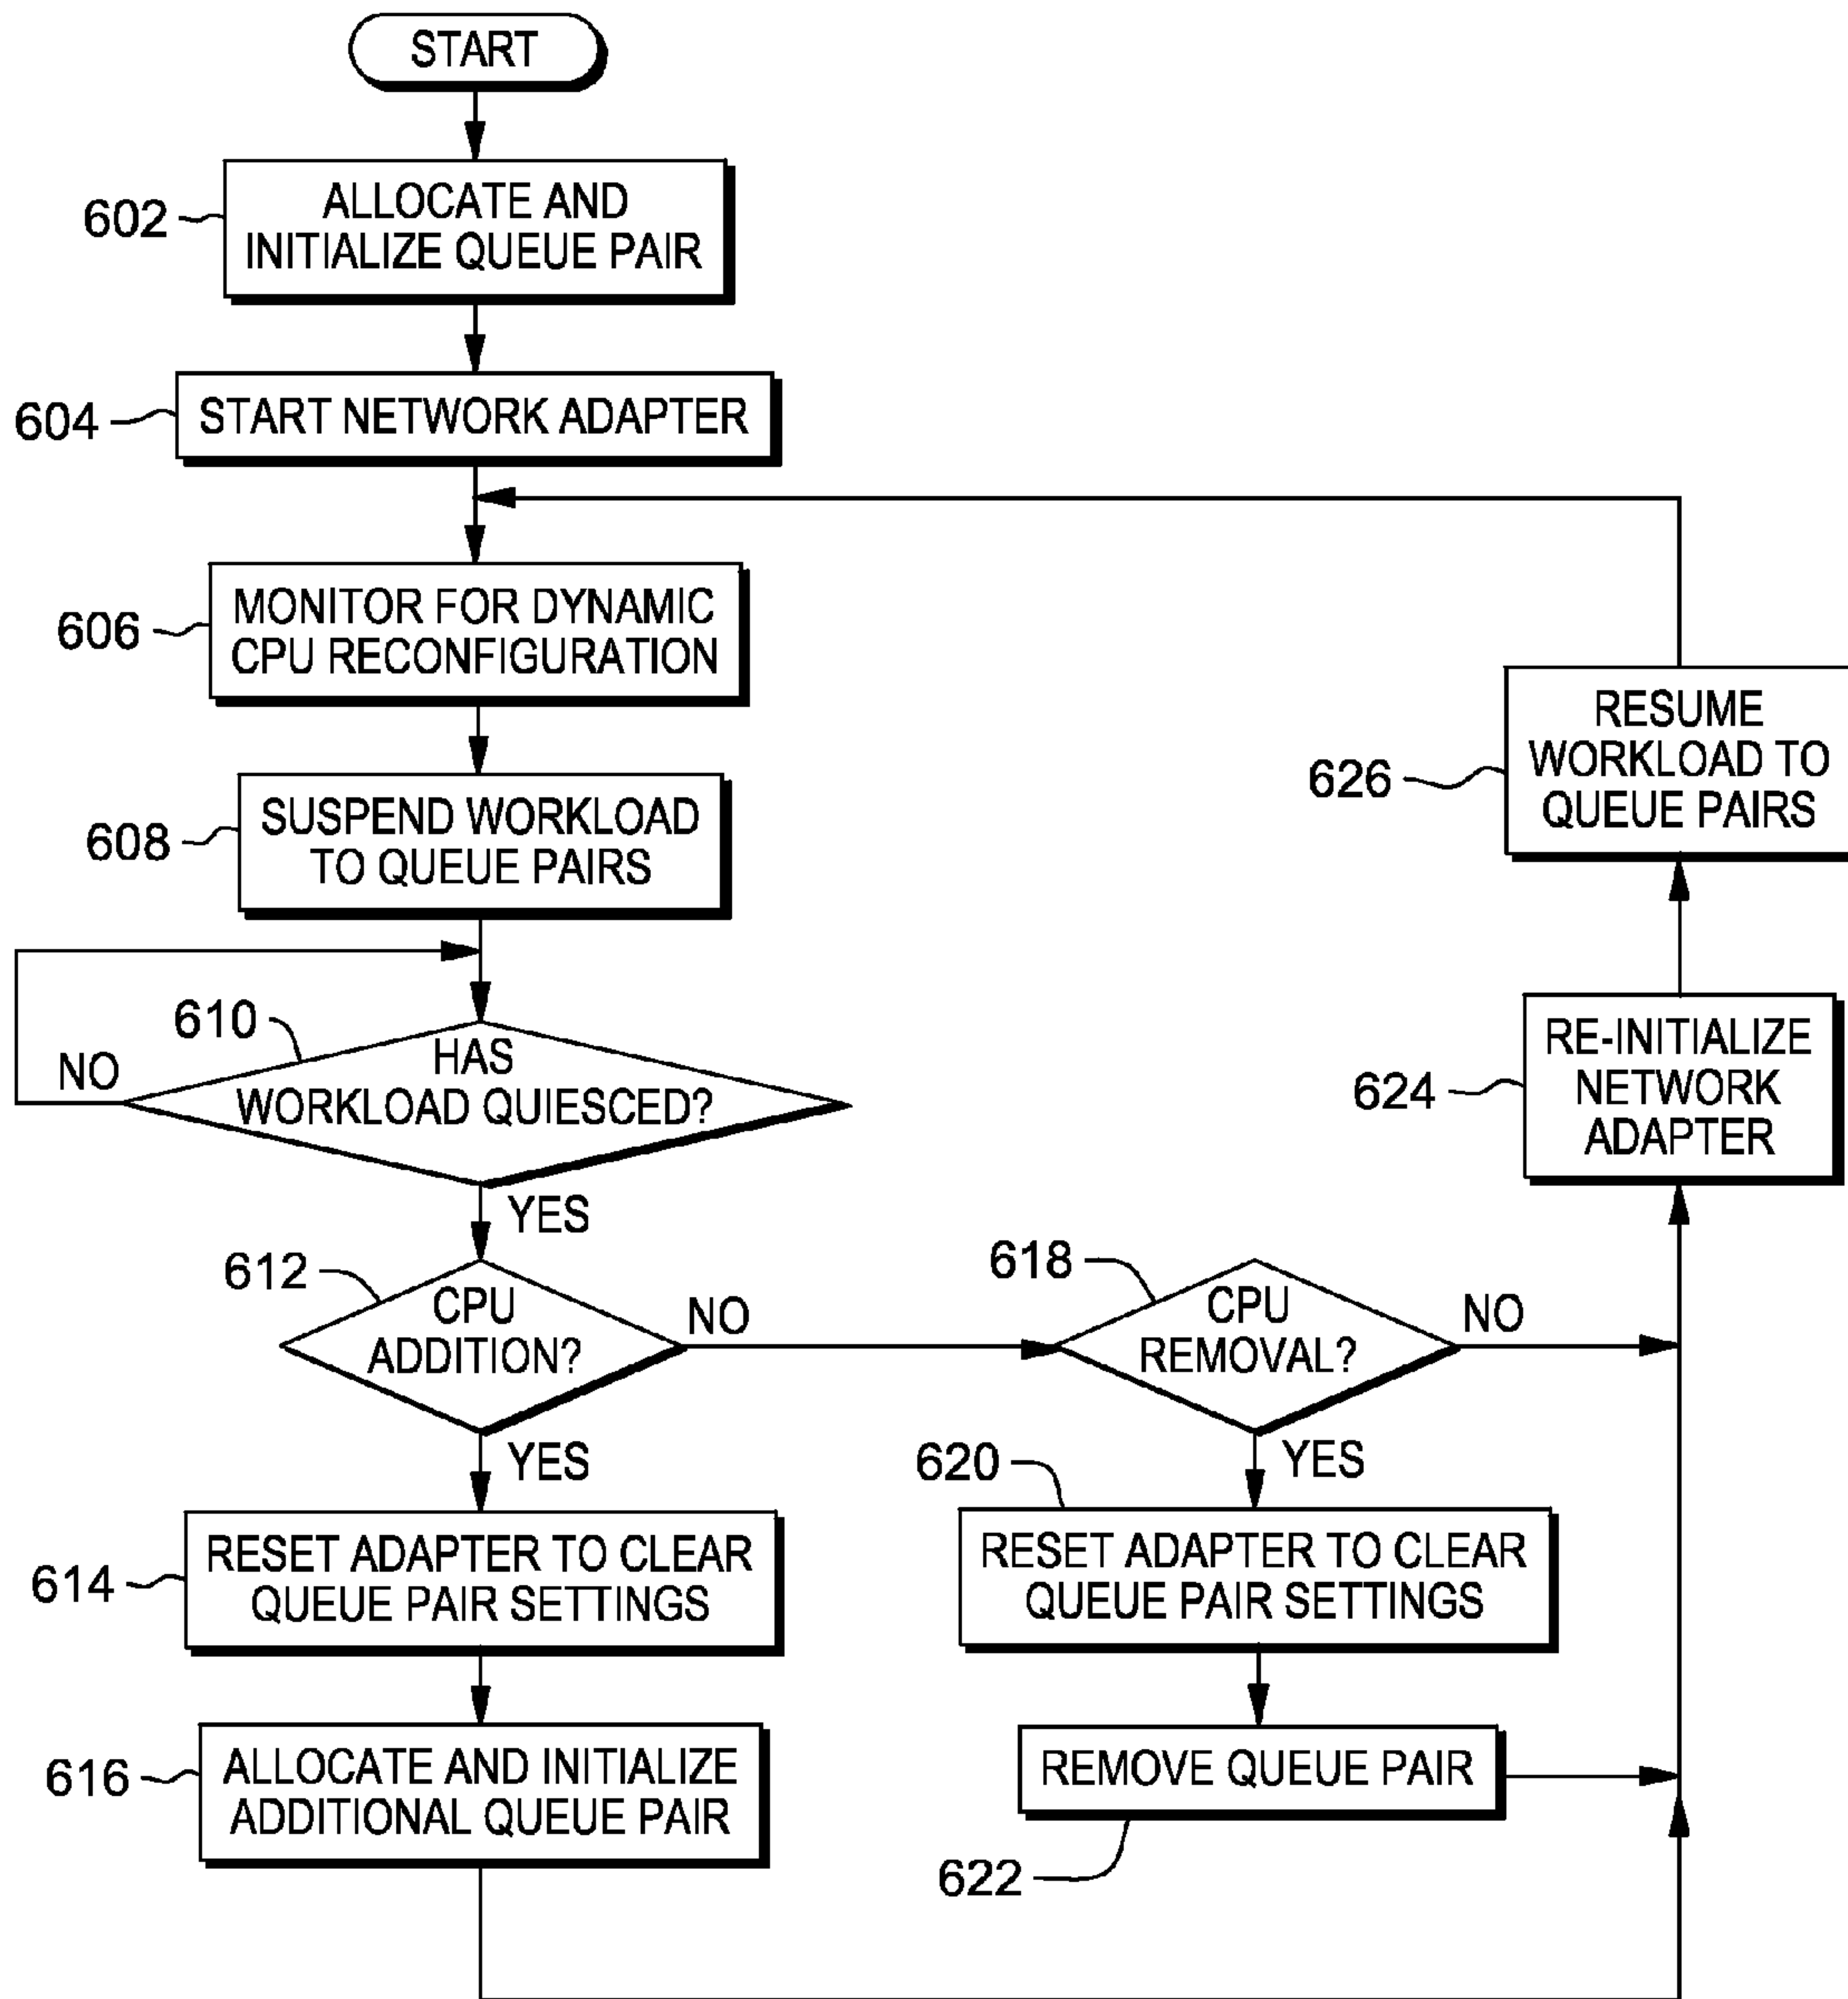 START
602
ALLOCATE AND
INITIALIZE QUEUE PAIR
604
START NETWORK ADAPTER
606
MONITOR FOR DYNAMIC
CPU RECONFIGURATION
608
SUSPEND WORKLOAD
TO QUEUE PAIRS
610
NO
HAS
WORKLOAD QUIESCED?
YES
612
CPU
ADDITION?
NO
YES
614
RESET ADAPTER TO CLEAR
QUEUE PAIR SETTINGS
616
ALLOCATE AND INITIALIZE
ADDITIONAL QUEUE PAIR
618
CPU
REMOVAL?
NO
YES
620
RESET ADAPTER TO CLEAR
QUEUE PAIR SETTINGS
REMOVE QUEUE PAIR
622
624
RE-INITIALIZE
NETWORK
ADAPTER
626
RESUME
WORKLOAD TO
QUEUE PAIRS